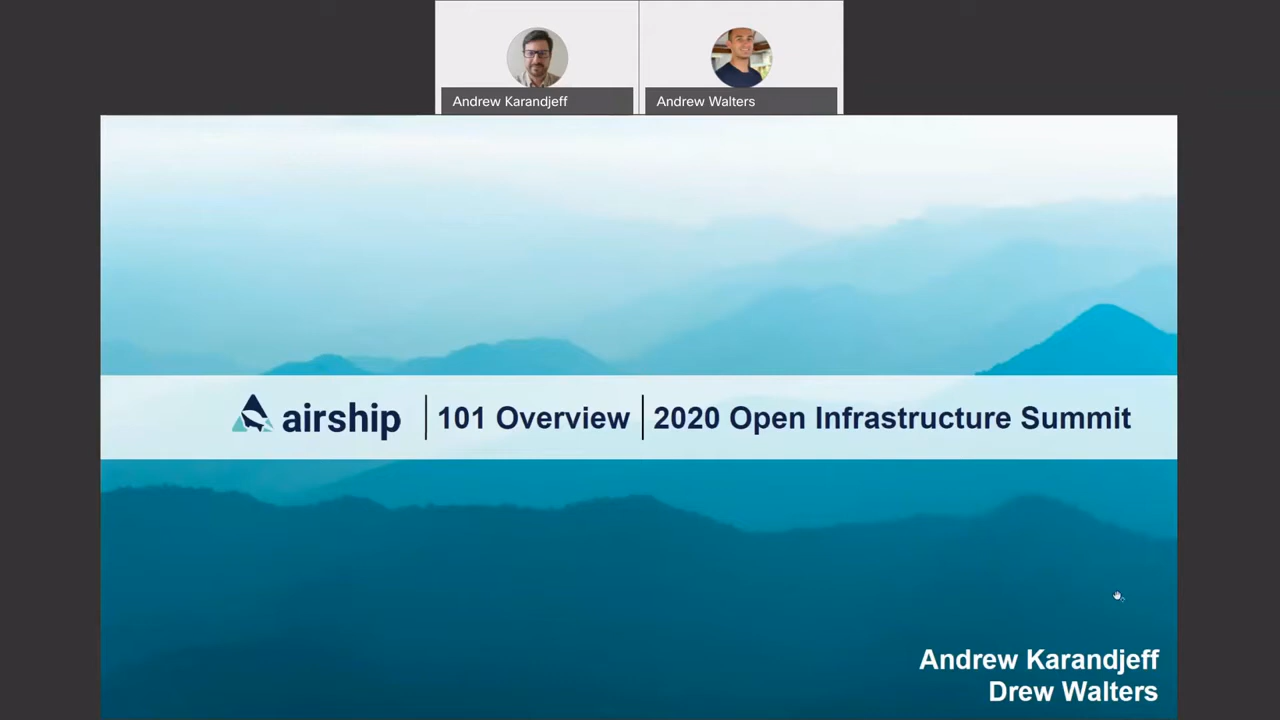 Andrew Karandjeff
Andrew Walters
airship | 101 Overview | 2020 Open Infrastructure Summit
Andrew Karandjeff
Drew Walters